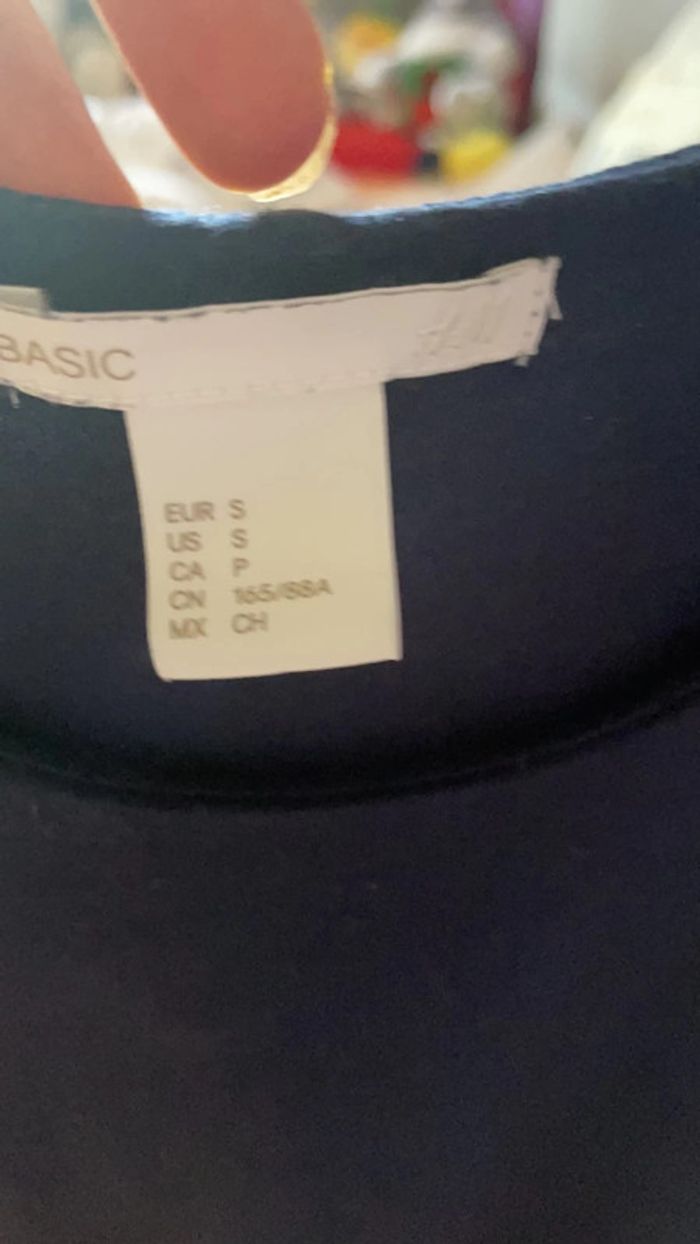 BASIC
EUR S
US S
CA P
CN 165/88A
MX CH